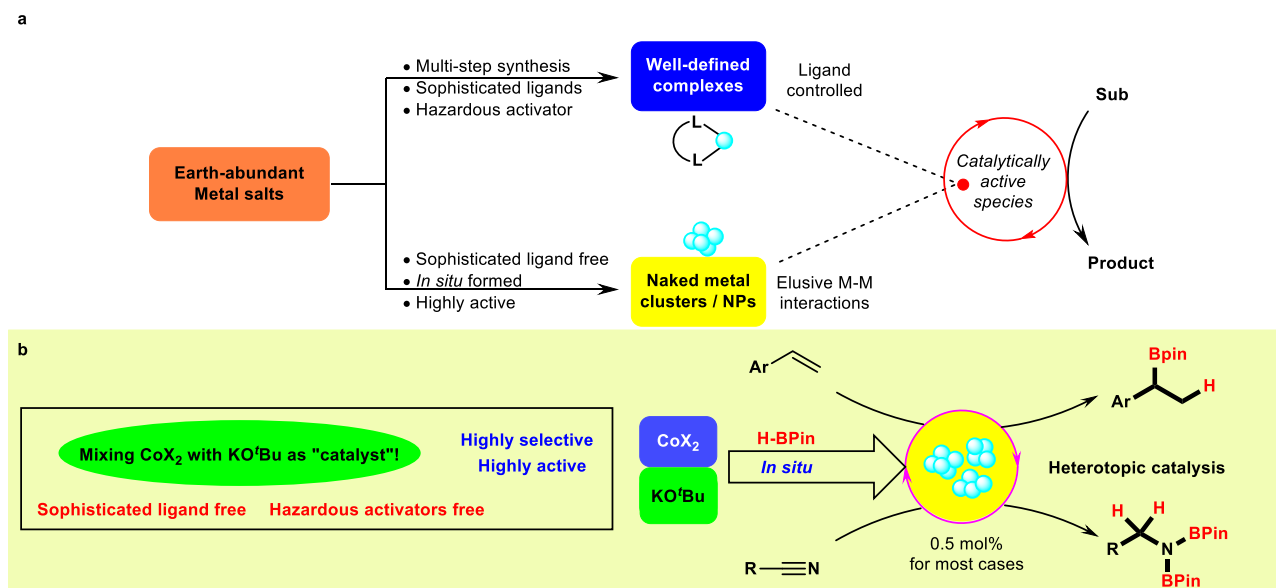 a
• Multi-step synthesis
• Sophisticated ligands
• Hazardous activator
Earth-abundant
Metal salts
Well-defined
complexes
L
L
Ligand
controlled
Sub
Catalytically
active
species
Product
• Sophisticated ligand free
• In situ formed
• Highly active
Naked metal
clusters / NPs
Elusive M-M
interactions
b
Mixing CoX₂ with KOᵗBu as "catalyst"!
Highly selective
Highly active
Sophisticated ligand free
Hazardous activators free
CoX₂
KOᵗBu
H-BPin
In situ
Ar
R
N
0.5 mol%
for most cases
Bpin
H
Ar
Heterotopic catalysis
H
H
R
N
BPin
BPin